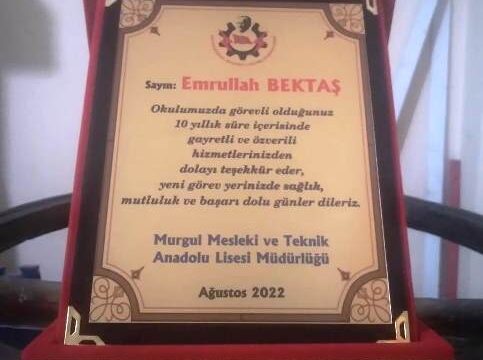 Sayın: Emrullah BEKTAŞ
Okulumuzda görevli olduğunuz
10 yıllık süre içerisinde
gayretli ve özverili
hizmetlerinizden
dolayı teşekkür eder,
yeni görev yerinizde sağlık,
mutluluk ve başarı dolu günler dileriz.
Murgul Mesleki ve Teknik
Anadolu Lisesi Müdürlüğü
Ağustos 2022